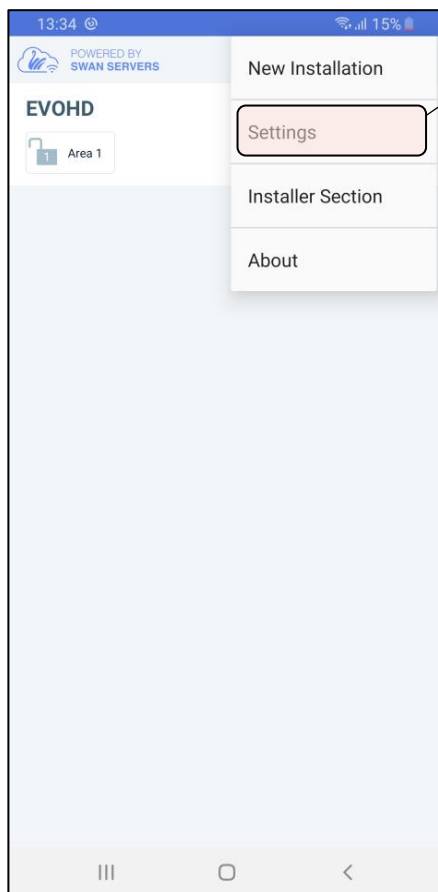 13:34 15%
POWERED BY
SWAN SERVERS
New Installation
EVOHD
Settings
1 Area 1
Installer Section
About